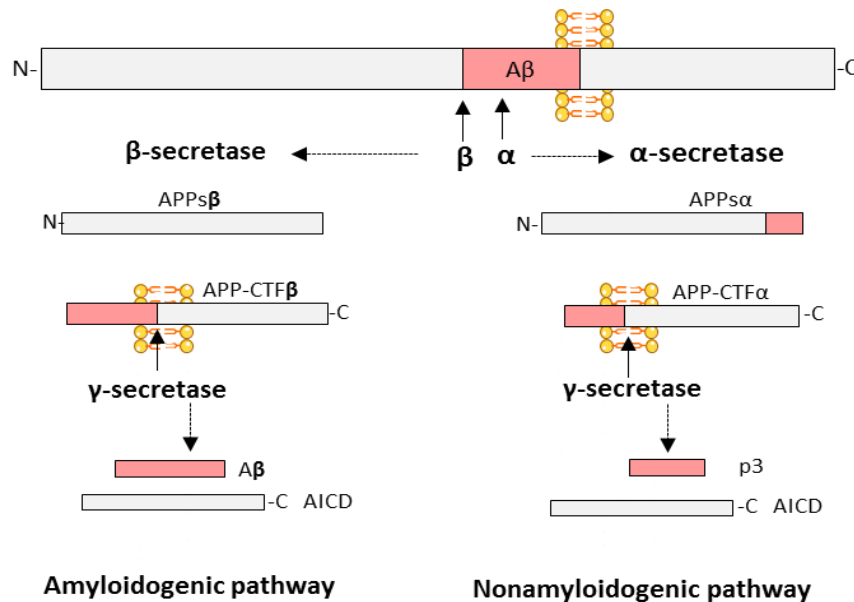 N- Aβ -C
β α
β-secretase α-secretase
APPsβ APPsα
N- N-
APP-CTFβ APP-CTFα
-C -C
γ-secretase γ-secretase
Aβ p3
-C AICD -C AICD
Amyloidogenic pathway Nonamyloidogenic pathway